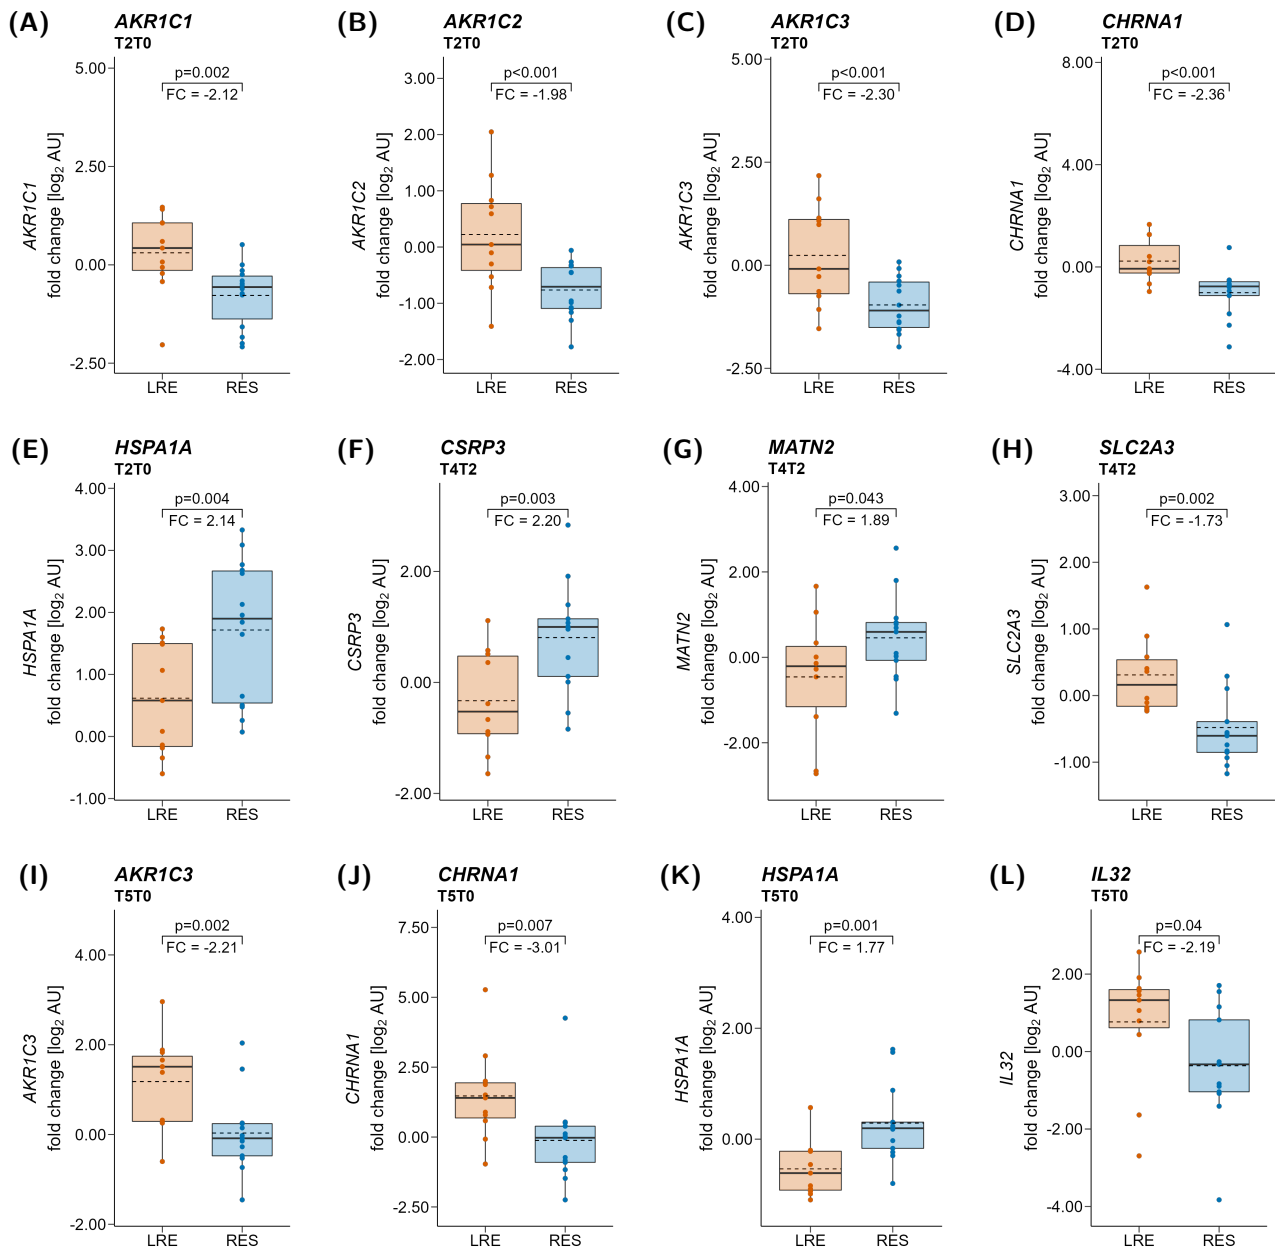 (A) AKR1C1
T2T0
p=0.002
FC = -2.12
AKR1C1
fold change [log2 AU]
5.00
2.50
0.00
-2.50
LRE RES
(B) AKR1C2
T2T0
p<0.001
FC = -1.98
AKR1C2
fold change [log2 AU]
3.00
2.00
1.00
0.00
-1.00
-2.00
LRE RES
(C) AKR1C3
T2T0
p<0.001
FC = -2.30
AKR1C3
fold change [log2 AU]
5.00
2.50
0.00
-2.50
LRE RES
(D) CHRNA1
T2T0
p<0.001
FC = -2.36
CHRNA1
fold change [log2 AU]
8.00
4.00
0.00
-4.00
LRE RES
(E) HSPA1A
T2T0
p=0.004
FC = 2.14
HSPA1A
fold change [log2 AU]
4.00
3.00
2.00
1.00
0.00
-1.00
LRE RES
(F) CSRP3
T4T2
p=0.003
FC = 2.20
CSRP3
fold change [log2 AU]
2.00
0.00
-2.00
LRE RES
(G) MATN2
T4T2
p=0.043
FC = 1.89
MATN2
fold change [log2 AU]
4.00
2.00
0.00
-2.00
LRE RES
(H) SLC2A3
T4T2
p=0.002
FC = -1.73
SLC2A3
fold change [log2 AU]
3.00
2.00
1.00
0.00
-1.00
LRE RES
(I) AKR1C3
T5T0
p=0.002
FC = -2.21
AKR1C3
fold change [log2 AU]
4.00
2.00
0.00
-2.00
LRE RES
(J) CHRNA1
T5T0
p=0.007
FC = -3.01
CHRNA1
fold change [log2 AU]
7.50
5.00
2.50
0.00
-2.50
LRE RES
(K) HSPA1A
T5T0
p=0.001
FC = 1.77
HSPA1A
fold change [log2 AU]
4.00
2.00
0.00
LRE RES
(L) IL32
T5T0
p=0.04
FC = -2.19
IL32
fold change [log2 AU]
2.00
0.00
-2.00
-4.00
LRE RES